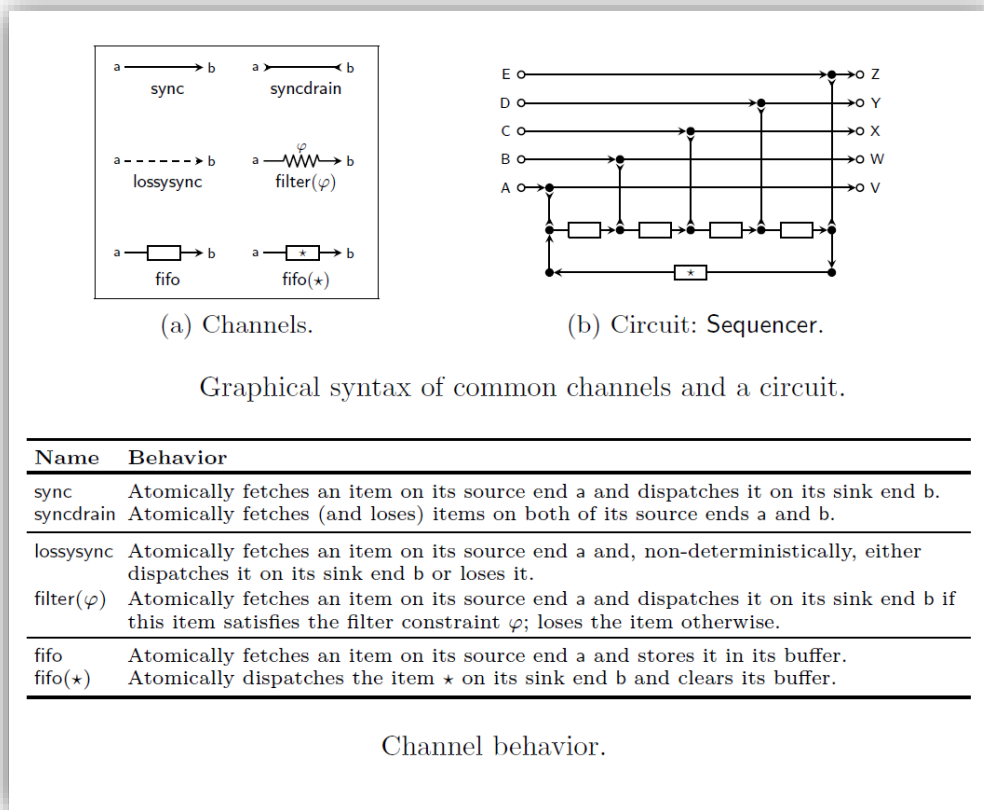 a b a b
sync syncdrain
φ
a b a b
lossysync filter(φ)
a b a ⋆ b
fifo fifo(⋆)
(a) Channels.
E Z
D Y
C X
B W
A V
⋆
(b) Circuit: Sequencer.
Graphical syntax of common channels and a circuit.
Name Behavior
sync Atomically fetches an item on its source end a and dispatches it on its sink end b.
syncdrain Atomically fetches (and loses) items on both of its source ends a and b.
lossysync Atomically fetches an item on its source end a and, non-deterministically, either
dispatches it on its sink end b or loses it.
filter(φ) Atomically fetches an item on its source end a and dispatches it on its sink end b if
this item satisfies the filter constraint φ; loses the item otherwise.
fifo Atomically fetches an item on its source end a and stores it in its buffer.
fifo(⋆) Atomically dispatches the item ⋆ on its sink end b and clears its buffer.
Channel behavior.